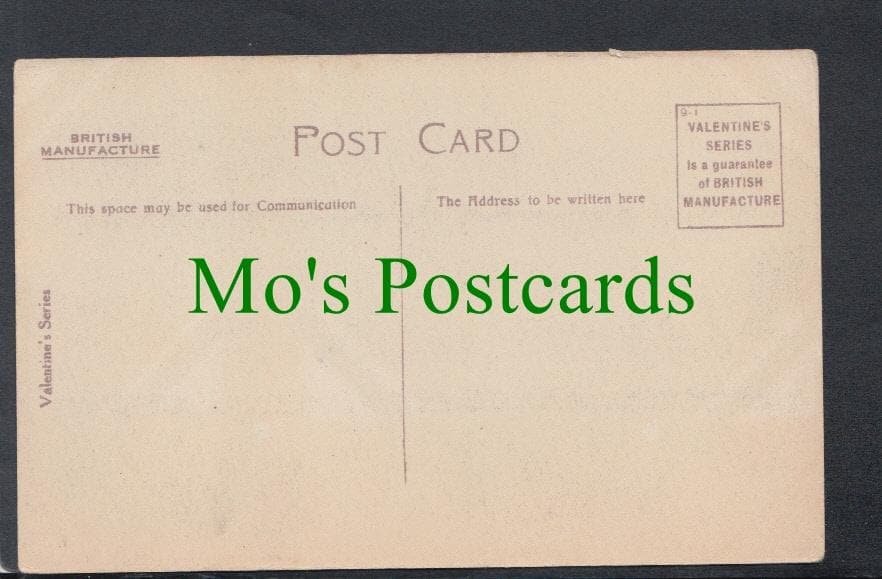 BRITISH
MANUFACTURE
POST CARD
9-1
VALENTINE'S
SERIES
Is a guarantee
of BRITISH
MANUFACTURE
This space may be used for Communication
The Address to be written here
Mo's Postcards
Valentine's Series